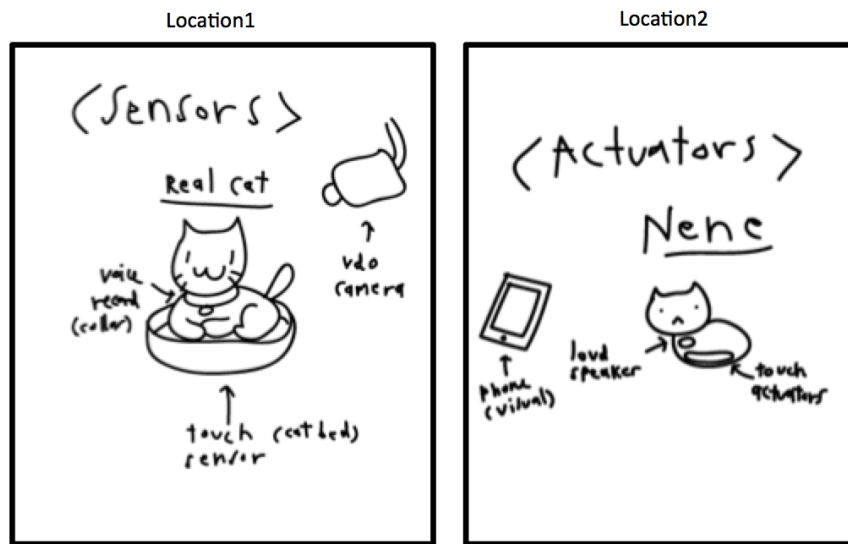 Location1
<Sensors>
Real cat
voice
record
(collar)
vdo
camera
touch (cat bed)
sensor
Location2
<Actuators>
Nene
phone
(visual)
loud
speaker
touch
actuators